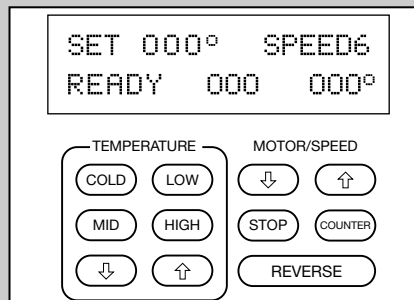 SET 000° SPEED6
READY 000 000°
TEMPERATURE MOTOR/SPEED
COLD LOW
MID HIGH STOP COUNTER
REVERSE